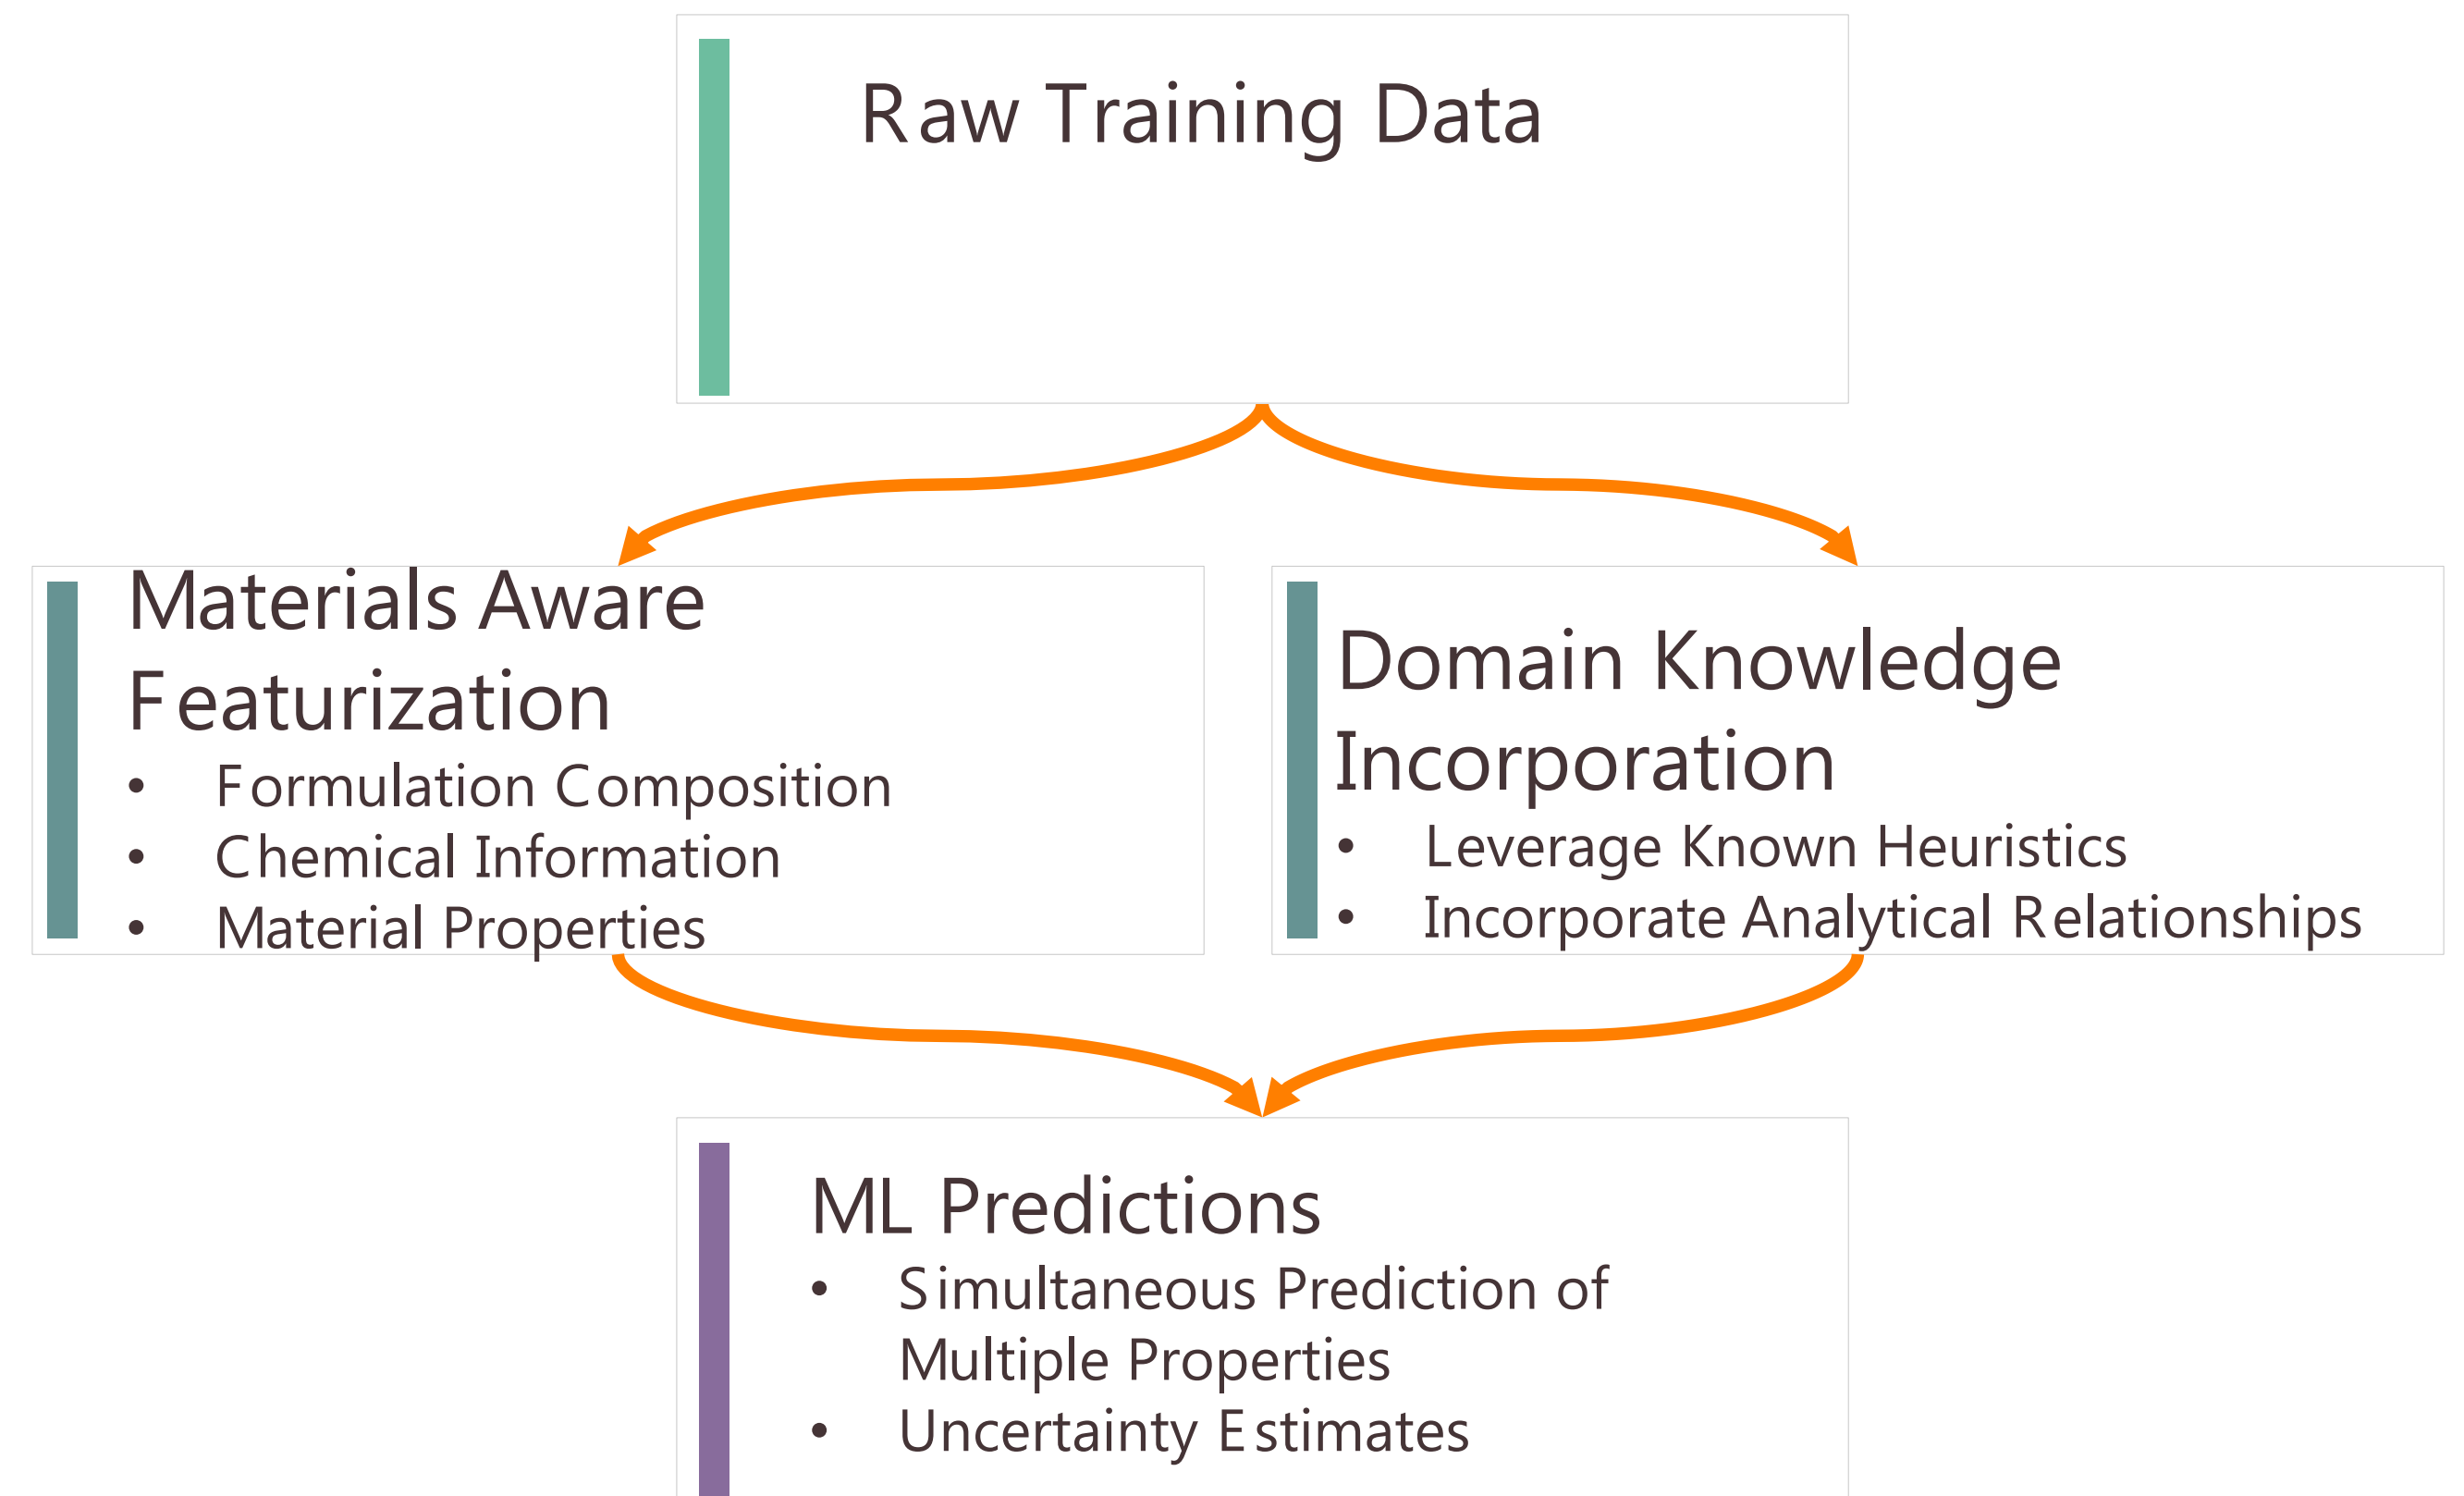 Raw Training Data
Materials Aware
Featurization
• Formulation Composition
• Chemical Information
• Material Properties
Domain Knowledge
Incorporation
• Leverage Known Heuristics
• Incorporate Analytical Relationships
ML Predictions
• Simultaneous Prediction of
Multiple Properties
• Uncertainty Estimates